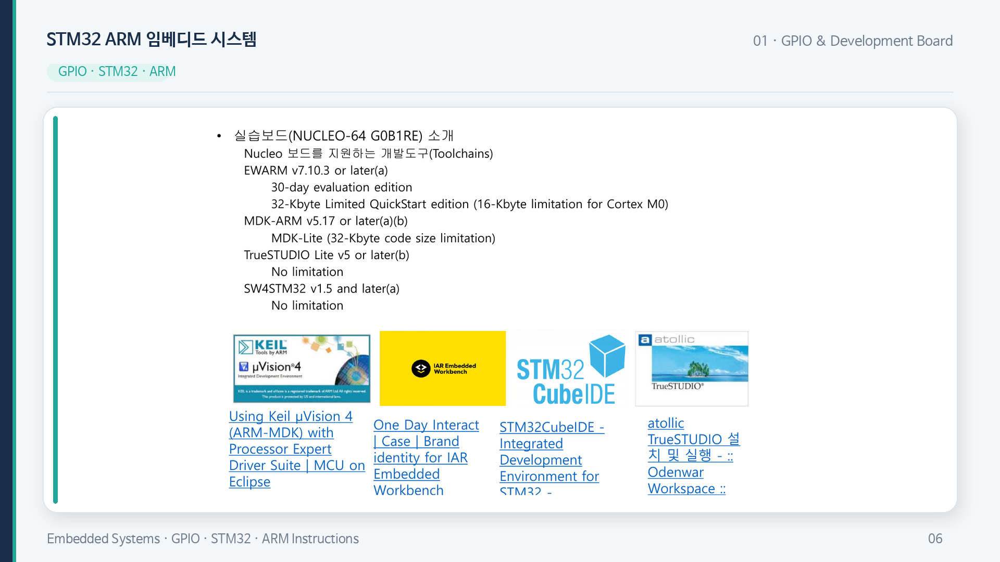 STM32 ARM 임베디드 시스템
01 · GPIO & Development Board
GPIO · STM32 · ARM
• 실습보드(NUCLEO-64 G0B1RE) 소개
Nucleo 보드를 지원하는 개발도구(Toolchains)
EWARM v7.10.3 or later(a)
30-day evaluation edition
32-Kbyte Limited QuickStart edition (16-Kbyte limitation for Cortex M0)
MDK-ARM v5.17 or later(a)(b)
MDK-Lite (32-Kbyte code size limitation)
TrueSTUDIO Lite v5 or later(b)
No limitation
SW4STM32 v1.5 and later(a)
No limitation
KEIL™
Tools by ARM
µVision®4
Integrated Development Environment
KEIL is a trademark and uVision is a registered trademark of ARM Ltd. All rights reserved.
This product is protected by US and international laws.
IAR Embedded
Workbench
STM32
CubeIDE
a atollic
TrueSTUDIO®
Using Keil µVision 4
(ARM-MDK) with
Processor Expert
Driver Suite | MCU on
Eclipse
One Day Interact
| Case | Brand
identity for IAR
Embedded
Workbench
STM32CubeIDE -
Integrated
Development
Environment for
STM32 -
atollic
TrueSTUDIO 설
치 및 실행 - ::
Odenwar
Workspace ::
Embedded Systems · GPIO · STM32 · ARM Instructions
06